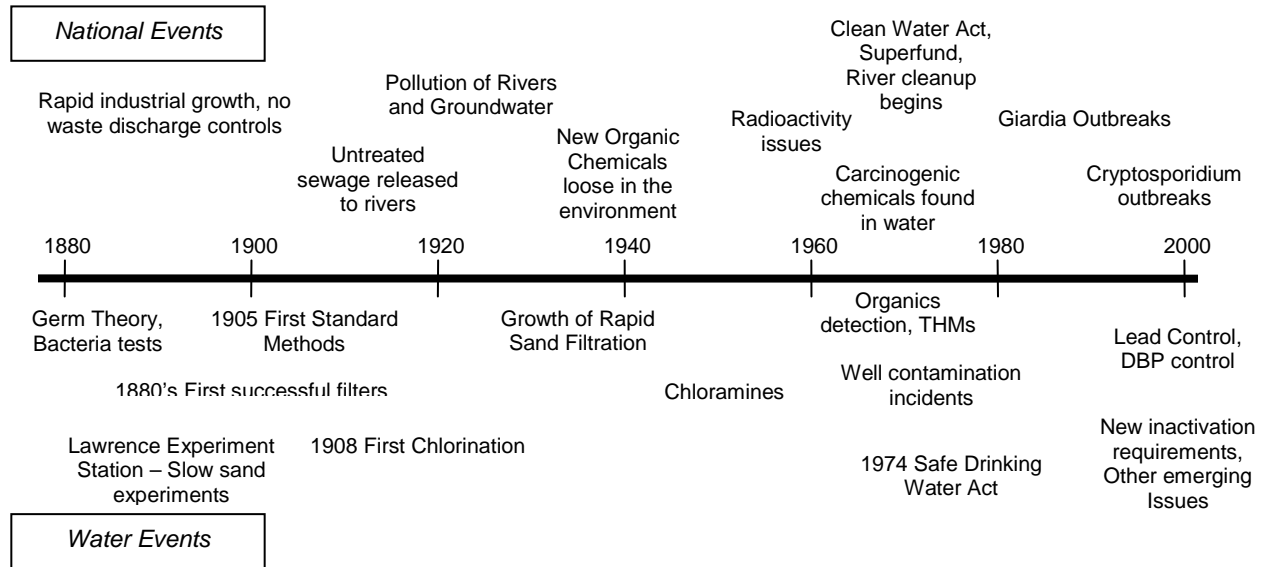 National Events
Clean Water Act,
Superfund,
River cleanup
begins
Pollution of Rivers
and Groundwater
Rapid industrial growth, no
waste discharge controls
Radioactivity
issues
Giardia Outbreaks
New Organic
Chemicals
loose in the
environment
Untreated
sewage released
to rivers
Carcinogenic
chemicals found
in water
Cryptosporidium
outbreaks
1880
1900
1920
1940
1960
1980
2000
Germ Theory,
Bacteria tests
1905 First Standard
Methods
Growth of Rapid
Sand Filtration
Organics
detection, THMs
Lead Control,
DBP control
1880's First successful filters
Chloramines
Well contamination
incidents
Lawrence Experiment
Station – Slow sand
experiments
1908 First Chlorination
1974 Safe Drinking
Water Act
New inactivation
requirements,
Other emerging
Issues
Water Events